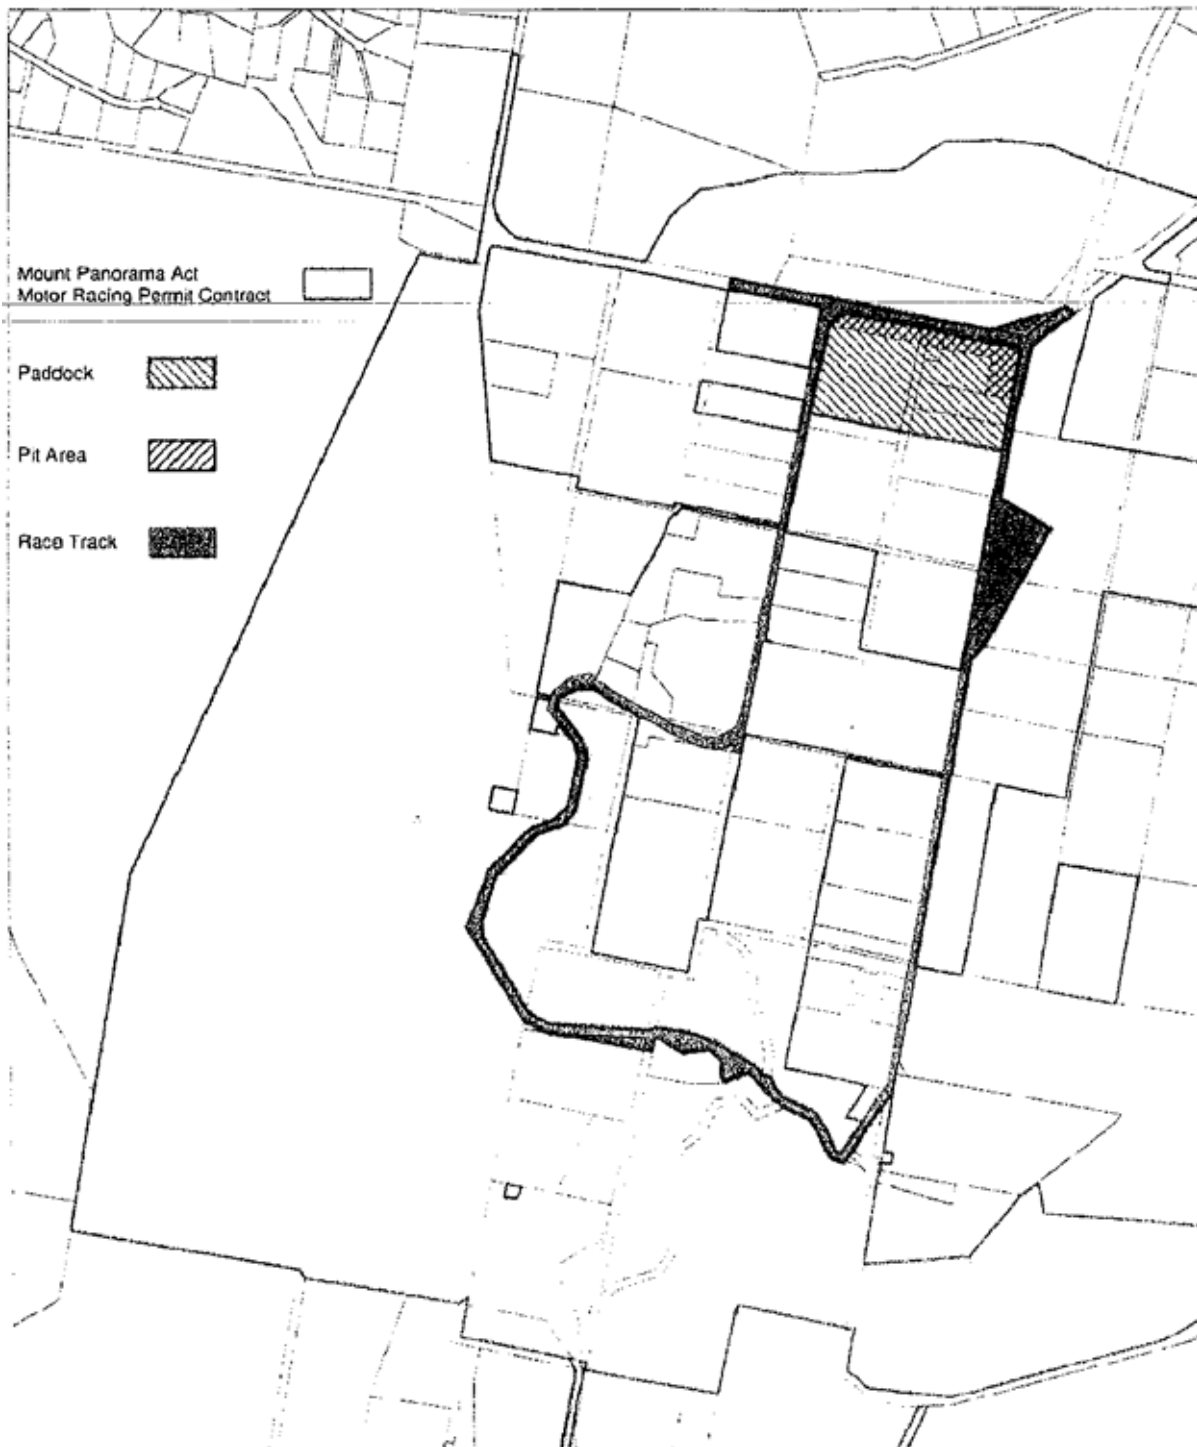 Mount Panorama Act
Motor Racing Permit Contract
Paddock
Pit Area
Race Track